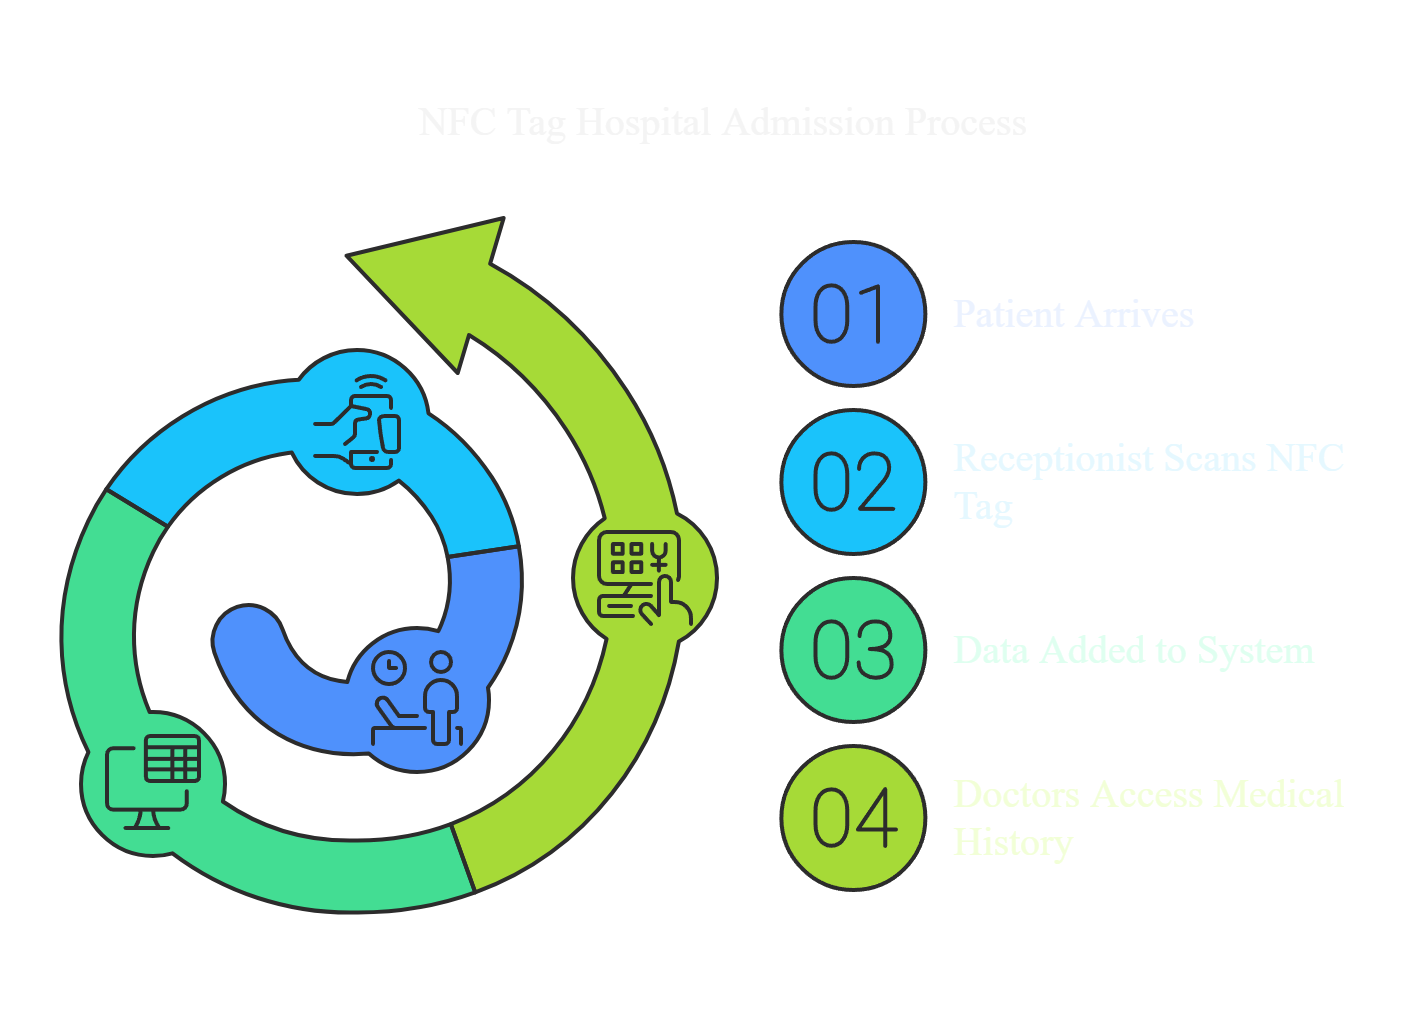 NFC Tag Hospital Admission Process
01
Patient Arrives
02
Receptionist Scans NFC
Tag
03
Data Added to System
04
Doctors Access Medical
History
¥